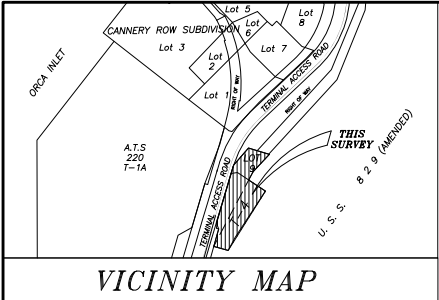 Lot 5
Lot
6
Lot
8
CANNERY ROW SUBDIVISION
Lot 3
Lot 7
Lot
2
Lot 1
ORCA INLET
RIGHT OF WAY
TERMINAL ACCESS ROAD
RIGHT OF WAY
THIS
SURVEY
A.T.S
220
T-1A
U. S. S. 8 2 9 (AMENDED)
TERMINAL ACCESS ROAD
VICINITY MAP